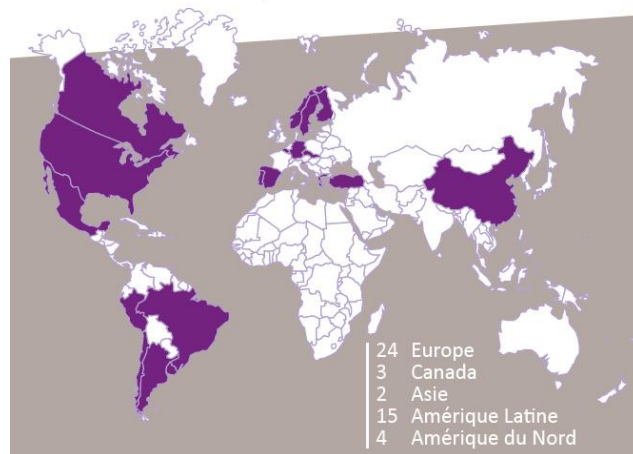 24 Europe
3 Canada
2 Asie
15 Amérique Latine
4 Amérique du Nord